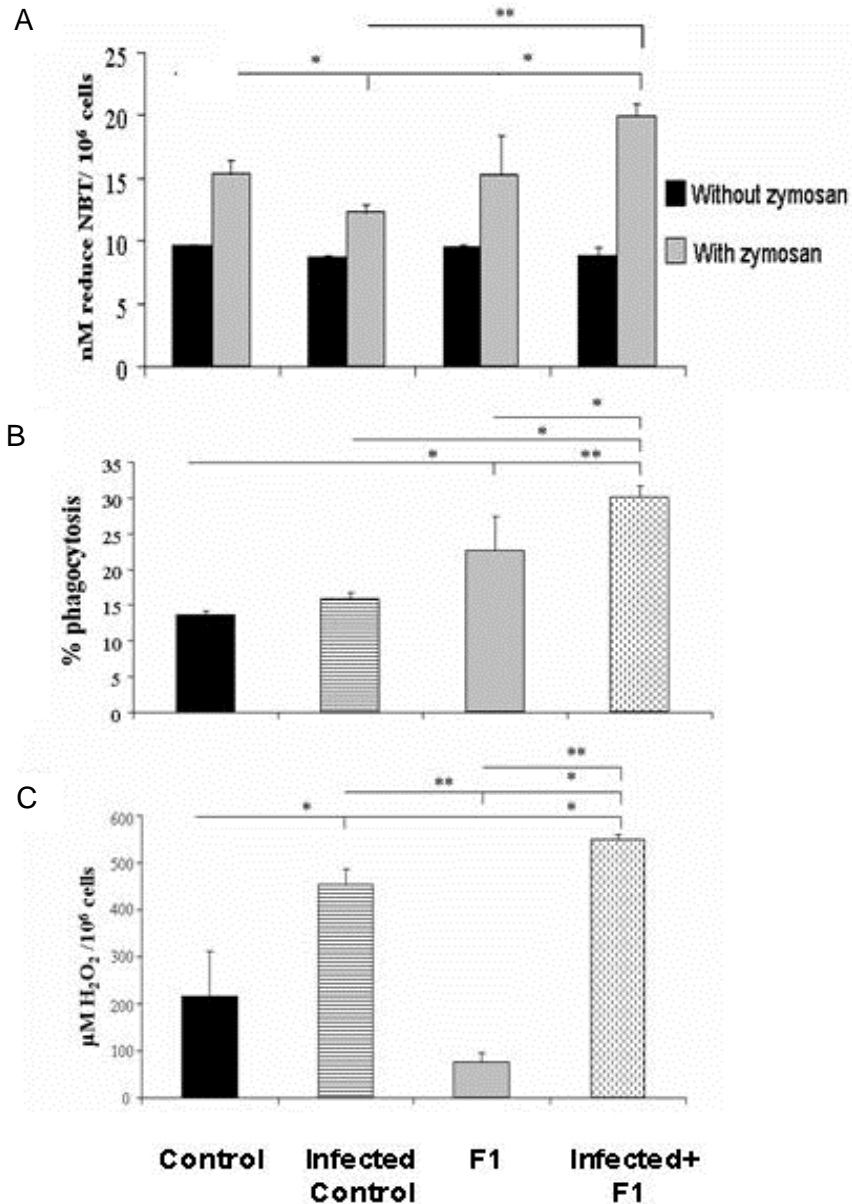 A
**
*
*
nM reduce NBT/ 10⁶ cells
25
20
15
10
5
0
Without zymosan
With zymosan
B
*
*
*
**
% phagocytosis
35
30
25
20
15
10
5
0
C
**
**
*
*
*
µM H₂O₂ /10⁶ cells
600
500
400
300
200
100
0
Control
Infected
Control
F1
Infected+
F1